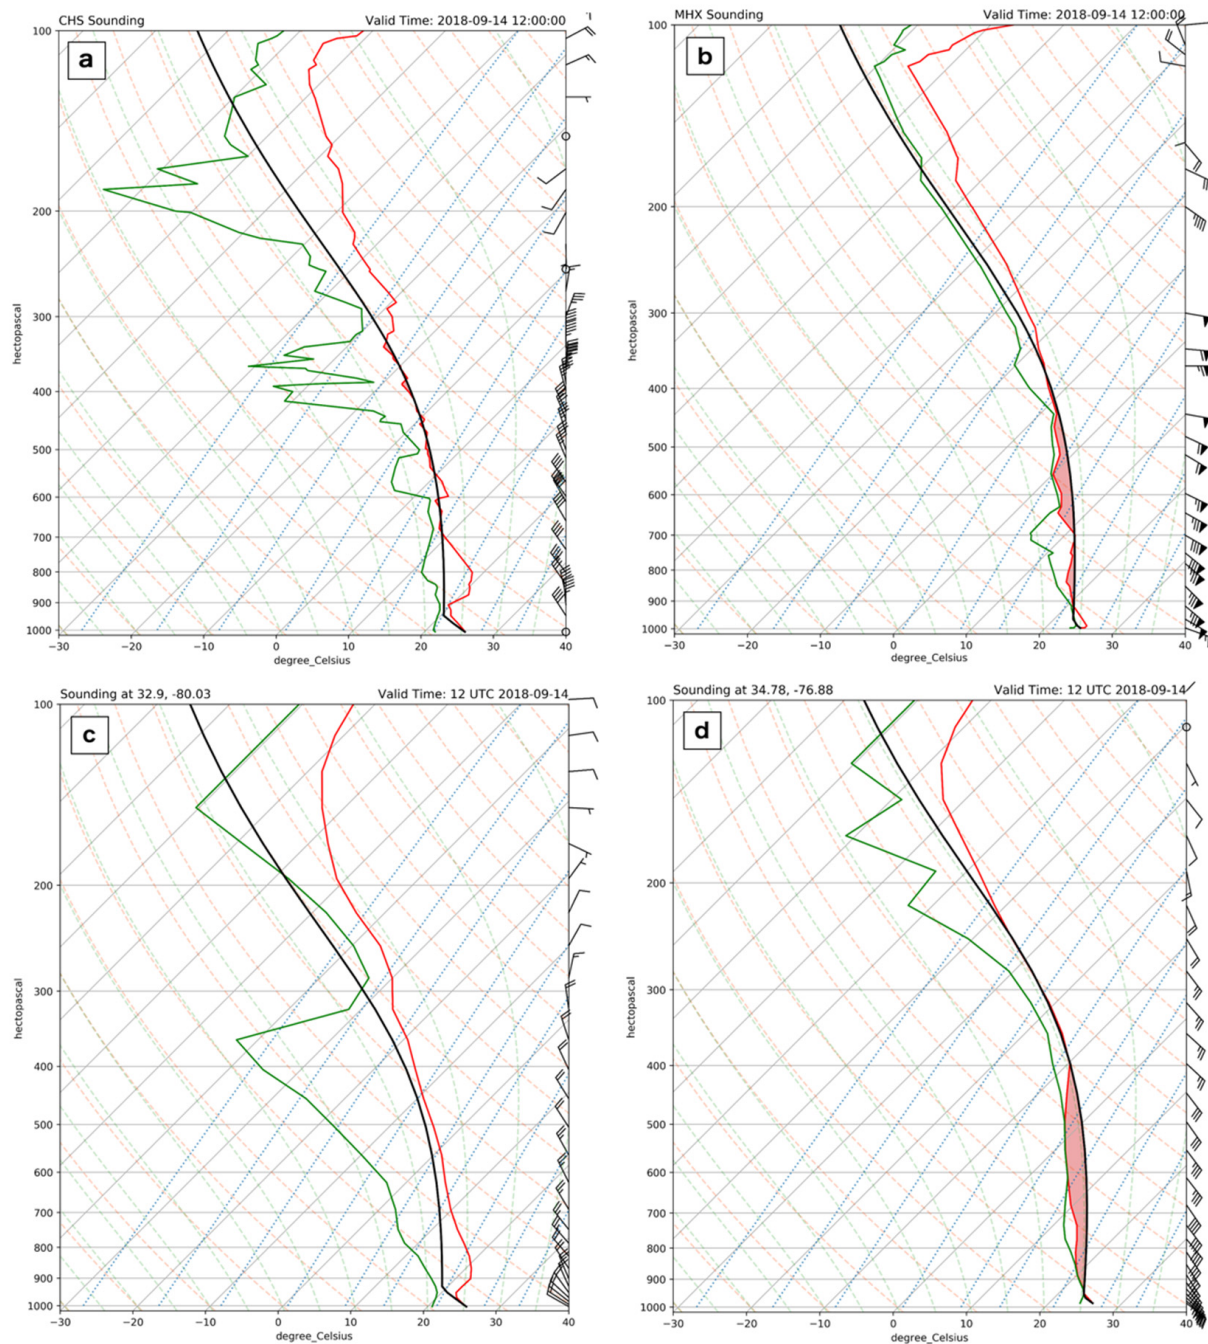 CHS Sounding Valid Time: 2018-09-14 12:00:00
a
100
200
300
400
500
600
700
800
900
1000
hectopascal
−30 −20 −10 0 10 20 30 40
degree_Celsius
MHX Sounding Valid Time: 2018-09-14 12:00:00
b
100
200
300
400
500
600
700
800
900
1000
hectopascal
−30 −20 −10 0 10 20 30 40
degree_Celsius
Sounding at 32.9, -80.03 Valid Time: 12 UTC 2018-09-14
c
100
200
300
400
500
600
700
800
900
1000
hectopascal
−30 −20 −10 0 10 20 30 40
degree_Celsius
Sounding at 34.78, -76.88 Valid Time: 12 UTC 2018-09-14
d
100
200
300
400
500
600
700
800
900
1000
hectopascal
−30 −20 −10 0 10 20 30 40
degree_Celsius